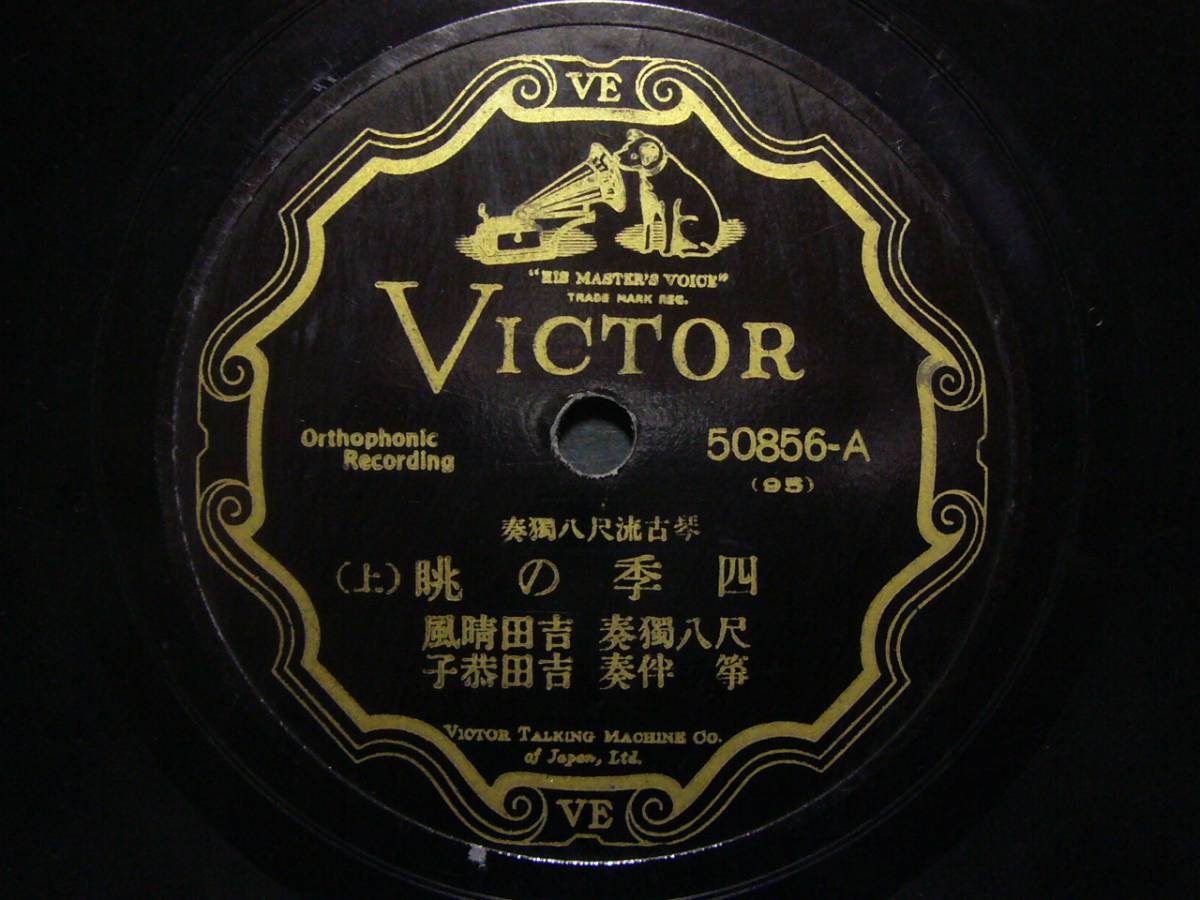 VE
"HIS MASTER'S VOICE"
TRADE MARK REG.
VICTOR
Orthophonic
Recording
50856-A
(95)
琴古流尺八獨奏
四季の眺(上)
尺八獨奏 吉田晴風
箏伴奏 吉田恭子
VICTOR TALKING MACHINE CO.
of Japan, Ltd.
VE